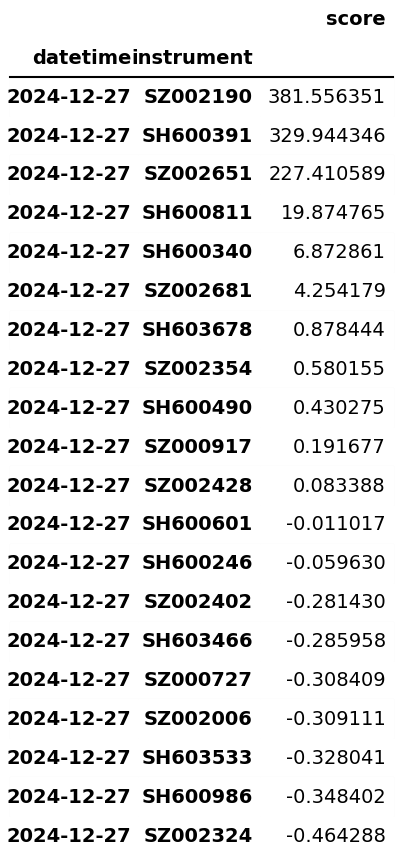 score
datetime instrument
2024-12-27 SZ002190 381.556351
2024-12-27 SH600391 329.944346
2024-12-27 SZ002651 227.410589
2024-12-27 SH600811 19.874765
2024-12-27 SH600340 6.872861
2024-12-27 SZ002681 4.254179
2024-12-27 SH603678 0.878444
2024-12-27 SZ002354 0.580155
2024-12-27 SH600490 0.430275
2024-12-27 SZ000917 0.191677
2024-12-27 SZ002428 0.083388
2024-12-27 SH600601 -0.011017
2024-12-27 SH600246 -0.059630
2024-12-27 SZ002402 -0.281430
2024-12-27 SH603466 -0.285958
2024-12-27 SZ000727 -0.308409
2024-12-27 SZ002006 -0.309111
2024-12-27 SH603533 -0.328041
2024-12-27 SH600986 -0.348402
2024-12-27 SZ002324 -0.464288